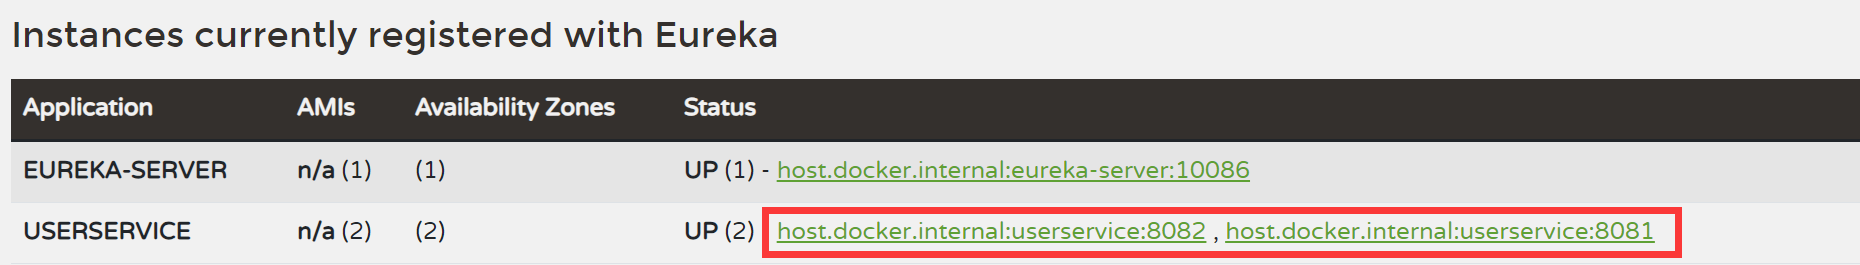 Instances currently registered with Eureka
Application AMIs Availability Zones Status
EUREKA-SERVER n/a (1) (1) UP (1) - host.docker.internal:eureka-server:10086
USERSERVICE n/a (2) (2) UP (2) host.docker.internal:userservice:8082 , host.docker.internal:userservice:8081